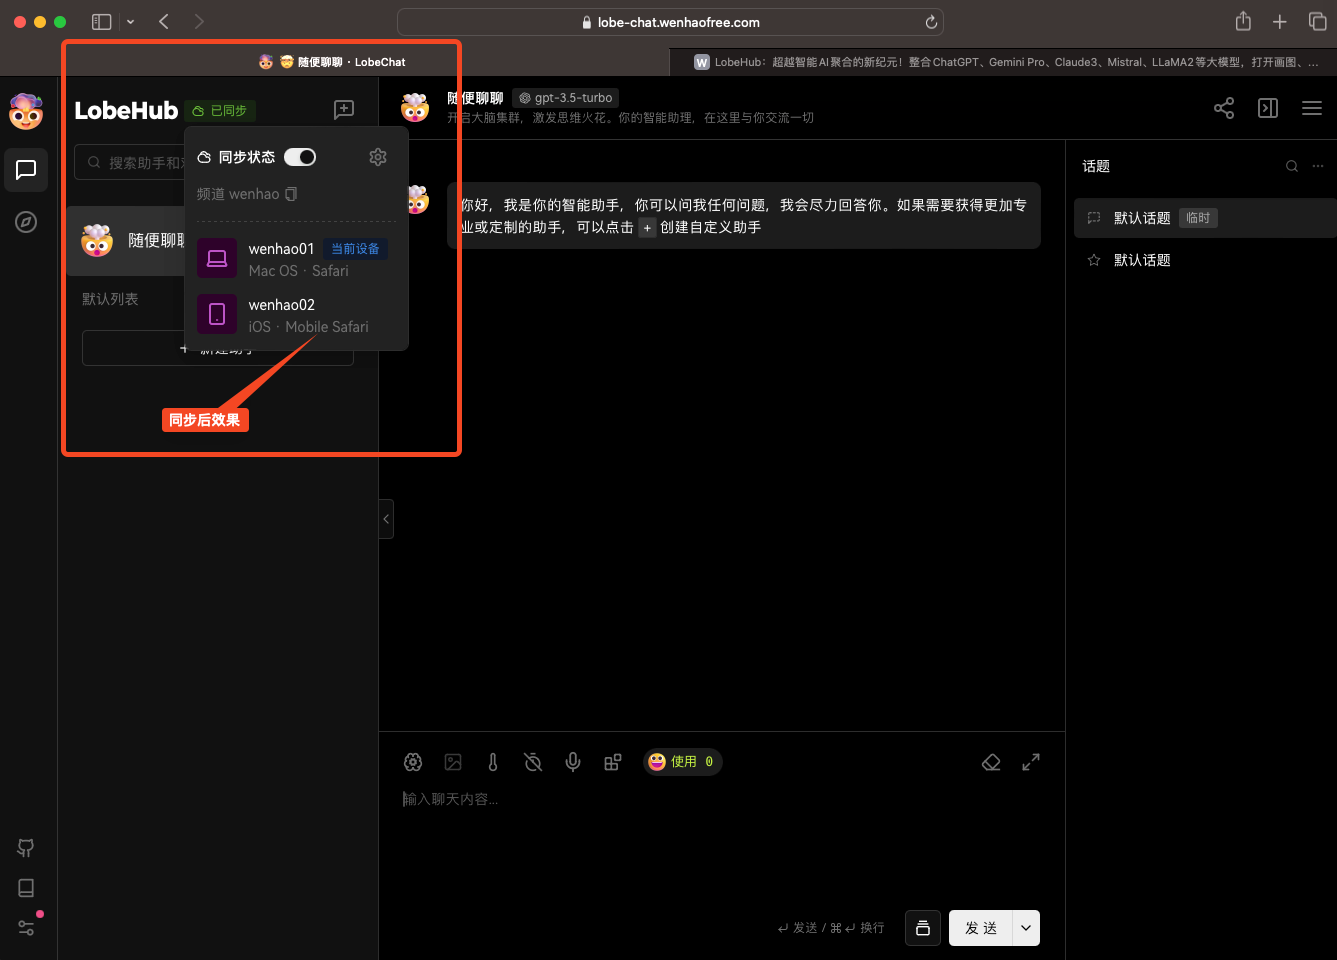 lobe-chat.wenhaofree.com
随便聊聊 · LobeChat
W LobeHub：超越智能AI聚合的新纪元！整合ChatGPT、Gemini Pro、Claude3、Mistral、LLaMA2等大模型，打开画图、...
LobeHub 已同步
随便聊聊 gpt-3.5-turbo
开启大脑集群，激发思维火花。你的智能助理，在这里与你交流一切
搜索助手和
同步状态
频道 wenhao
wenhao01 当前设备
Mac OS · Safari
wenhao02
iOS · Mobile Safari
随便聊
默认列表
新建助手
同步后效果
你好，我是你的智能助手，你可以问我任何问题，我会尽力回答你。如果需要获得更加专
业或定制的助手，可以点击 + 创建自定义助手
话题
默认话题 临时
默认话题
使用 0
输入聊天内容...
↵ 发送 / ⌘ ↵ 换行
发 送